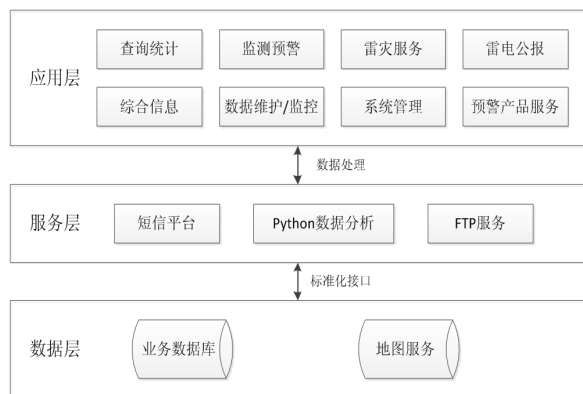 应用层
查询统计
监测预警
雷灾服务
雷电公报
综合信息
数据维护/监控
系统管理
预警产品服务
数据处理
服务层
短信平台
Python数据分析
FTP服务
标准化接口
数据层
业务数据库
地图服务